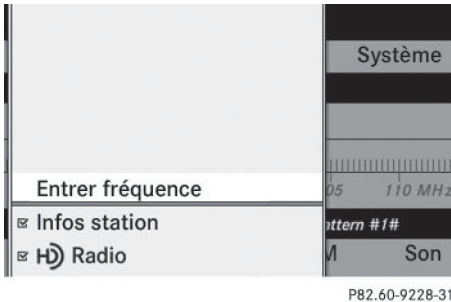 Système
Entrer fréquence
05 110 MHz
Infos station
ttern #1#
HD Radio
M Son
P82.60-9228-31